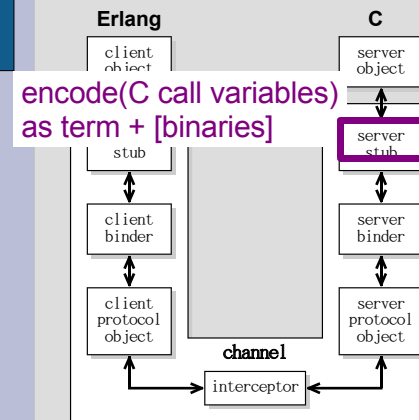 Erlang
C
client
object
server
object
encode(C call variables)
as term + [binaries]
stub
server
stub
client
binder
server
binder
client
protocol
object
server
protocol
object
channel
interceptor